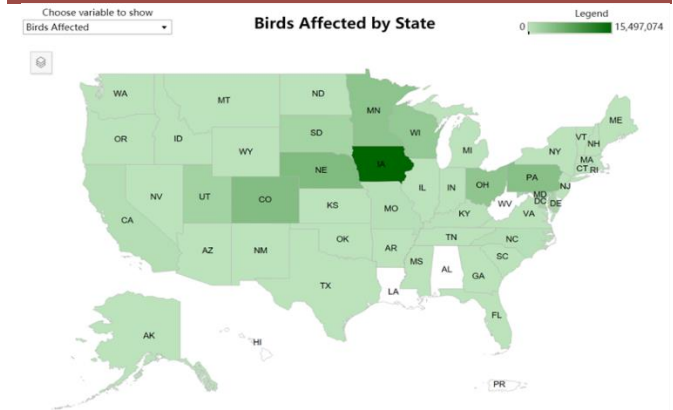 Choose variable to show
Birds Affected
Birds Affected by State
Legend
0 15,497,074
WA
MT
ND
MN
ME
OR
ID
SD
WI
VT
NH
WY
MI
NY
MA
CT RI
IA
NE
PA
NJ
NV
UT
CO
IL
IN
OH
MD
DC DE
WV
VA
CA
KS
MO
KY
AZ
NM
OK
AR
TN
NC
SC
MS
AL
GA
TX
LA
FL
AK
HI
PR